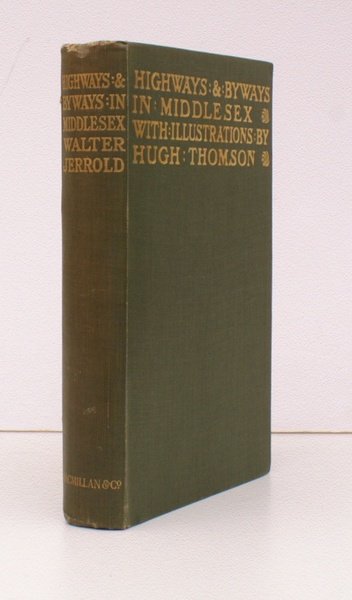 HIGHWAYS : &
BYWAYS : IN
MIDDLESEX
WALTER
JERROLD
MACMILLAN & Co
HIGHWAYS : & : BYWAYS
IN : MIDDLESEX
WITH : ILLUSTRATIONS : BY
HUGH : THOMSON